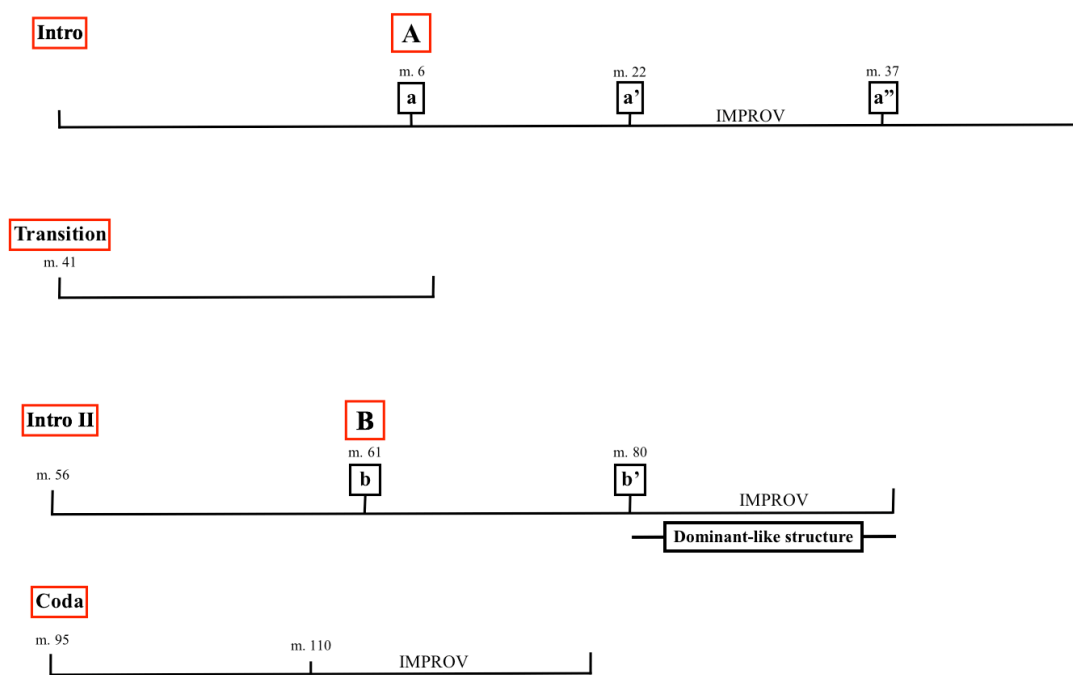 Intro
A
m. 6
m. 22
m. 37
a
a’
a”
IMPROV
Transition
m. 41
Intro II
B
m. 56
m. 61
m. 80
b
b’
IMPROV
Dominant-like structure
Coda
m. 95
m. 110
IMPROV